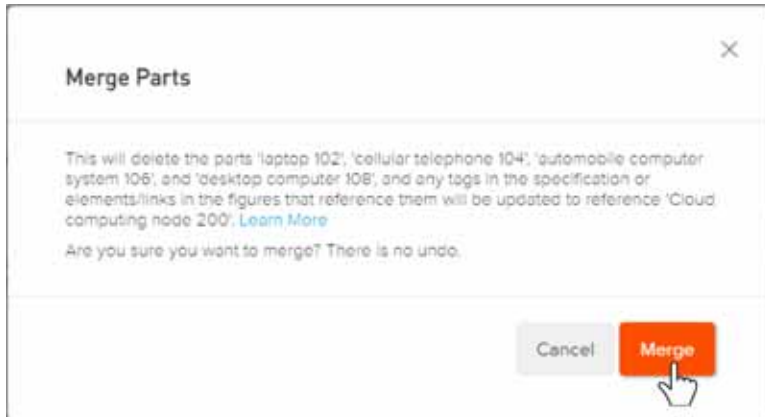 Merge Parts
This will delete the parts 'laptop 102', 'cellular telephone 104', 'automobile computer
system 106', and 'desktop computer 108', and any tags in the specification or
elements/links in the figures that reference them will be updated to reference 'Cloud
computing node 200'. Learn More
Are you sure you want to merge? There is no undo.
Cancel
Merge